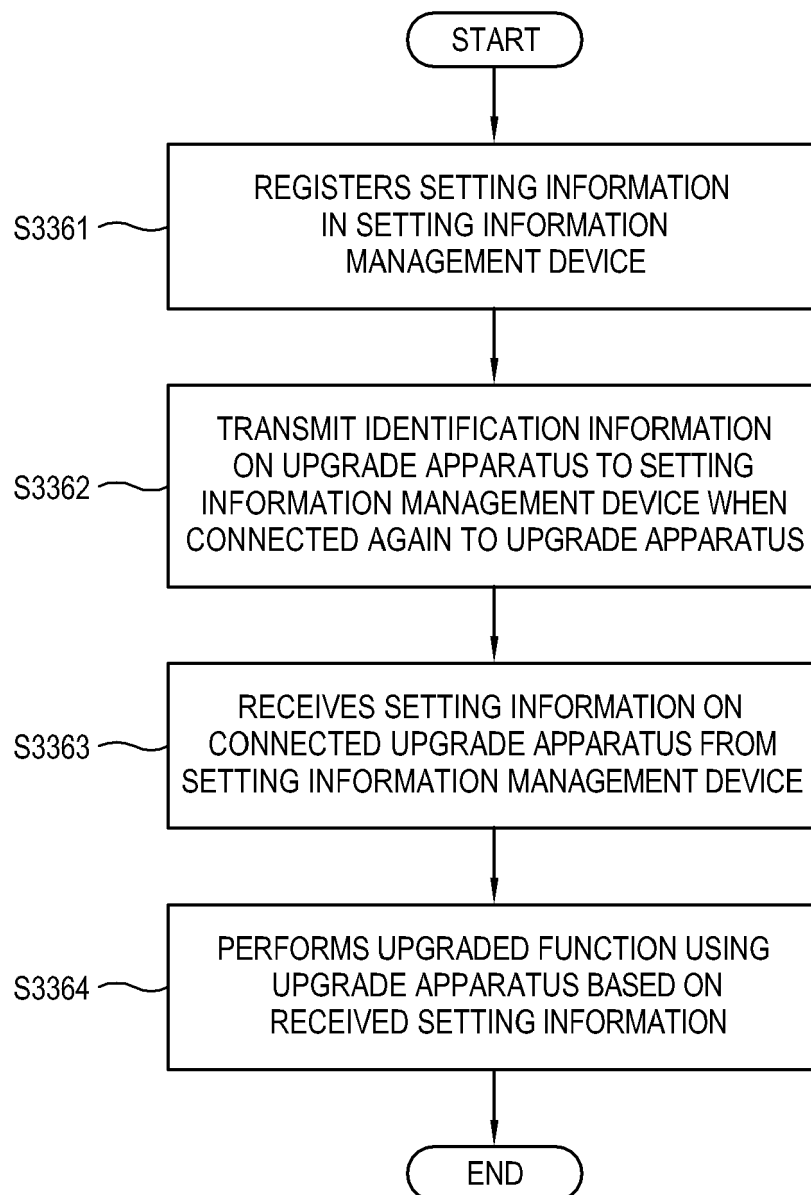 START
S3361
REGISTERS SETTING INFORMATION
IN SETTING INFORMATION
MANAGEMENT DEVICE
S3362
TRANSMIT IDENTIFICATION INFORMATION
ON UPGRADE APPARATUS TO SETTING
INFORMATION MANAGEMENT DEVICE WHEN
CONNECTED AGAIN TO UPGRADE APPARATUS
S3363
RECEIVES SETTING INFORMATION ON
CONNECTED UPGRADE APPARATUS FROM
SETTING INFORMATION MANAGEMENT DEVICE
S3364
PERFORMS UPGRADED FUNCTION USING
UPGRADE APPARATUS BASED ON
RECEIVED SETTING INFORMATION
END